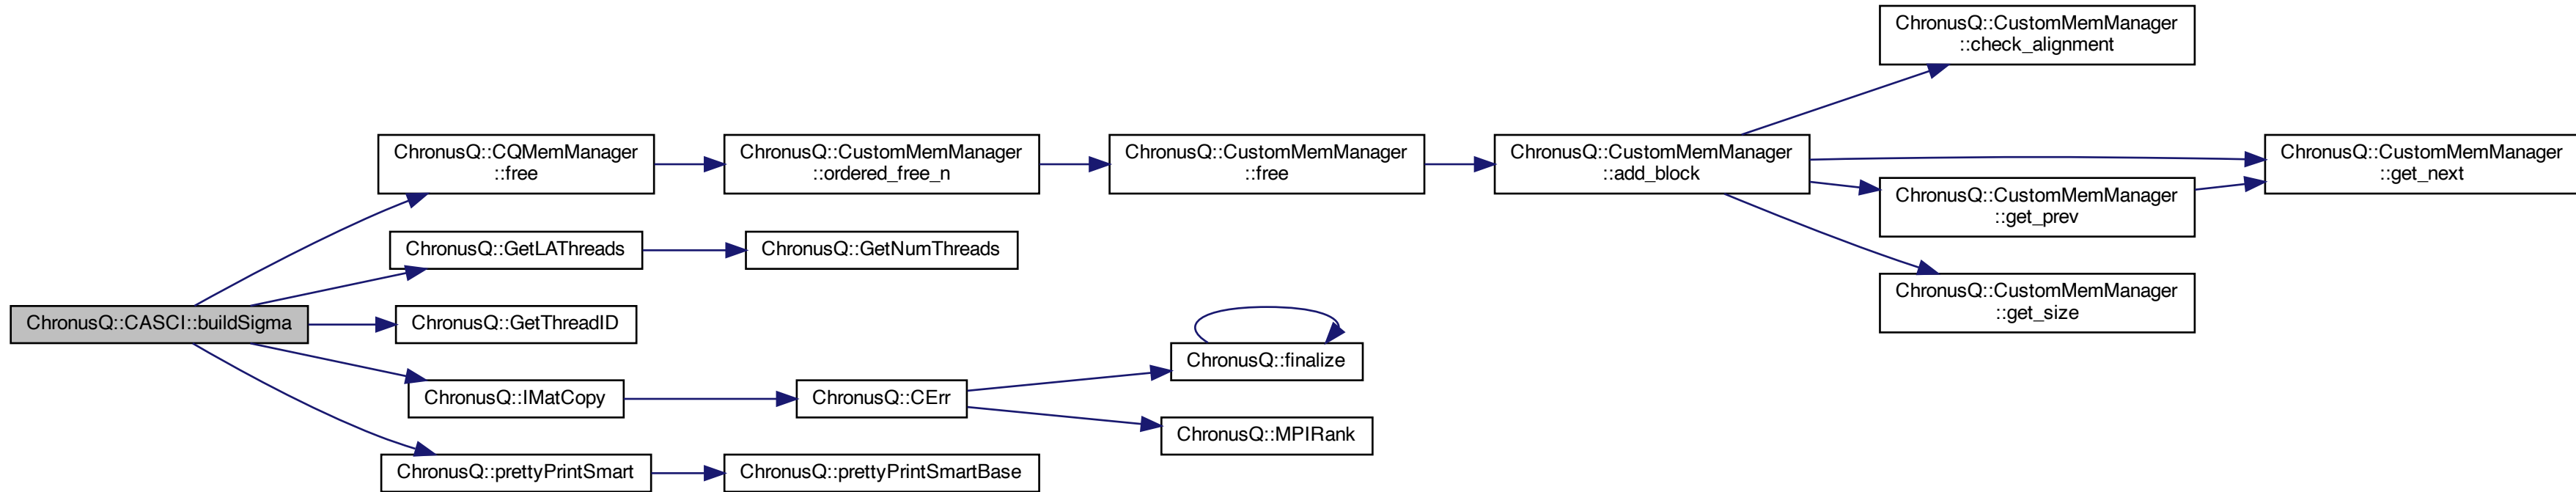 ChronusQ::CASCI::buildSigma
ChronusQ::CQMemManager
::free
ChronusQ::CustomMemManager
::ordered_free_n
ChronusQ::CustomMemManager
::free
ChronusQ::CustomMemManager
::add_block
ChronusQ::CustomMemManager
::check_alignment
ChronusQ::CustomMemManager
::get_next
ChronusQ::CustomMemManager
::get_prev
ChronusQ::CustomMemManager
::get_size
ChronusQ::GetLAThreads
ChronusQ::GetNumThreads
ChronusQ::GetThreadID
ChronusQ::IMatCopy
ChronusQ::CErr
ChronusQ::finalize
ChronusQ::MPIRank
ChronusQ::prettyPrintSmart
ChronusQ::prettyPrintSmartBase